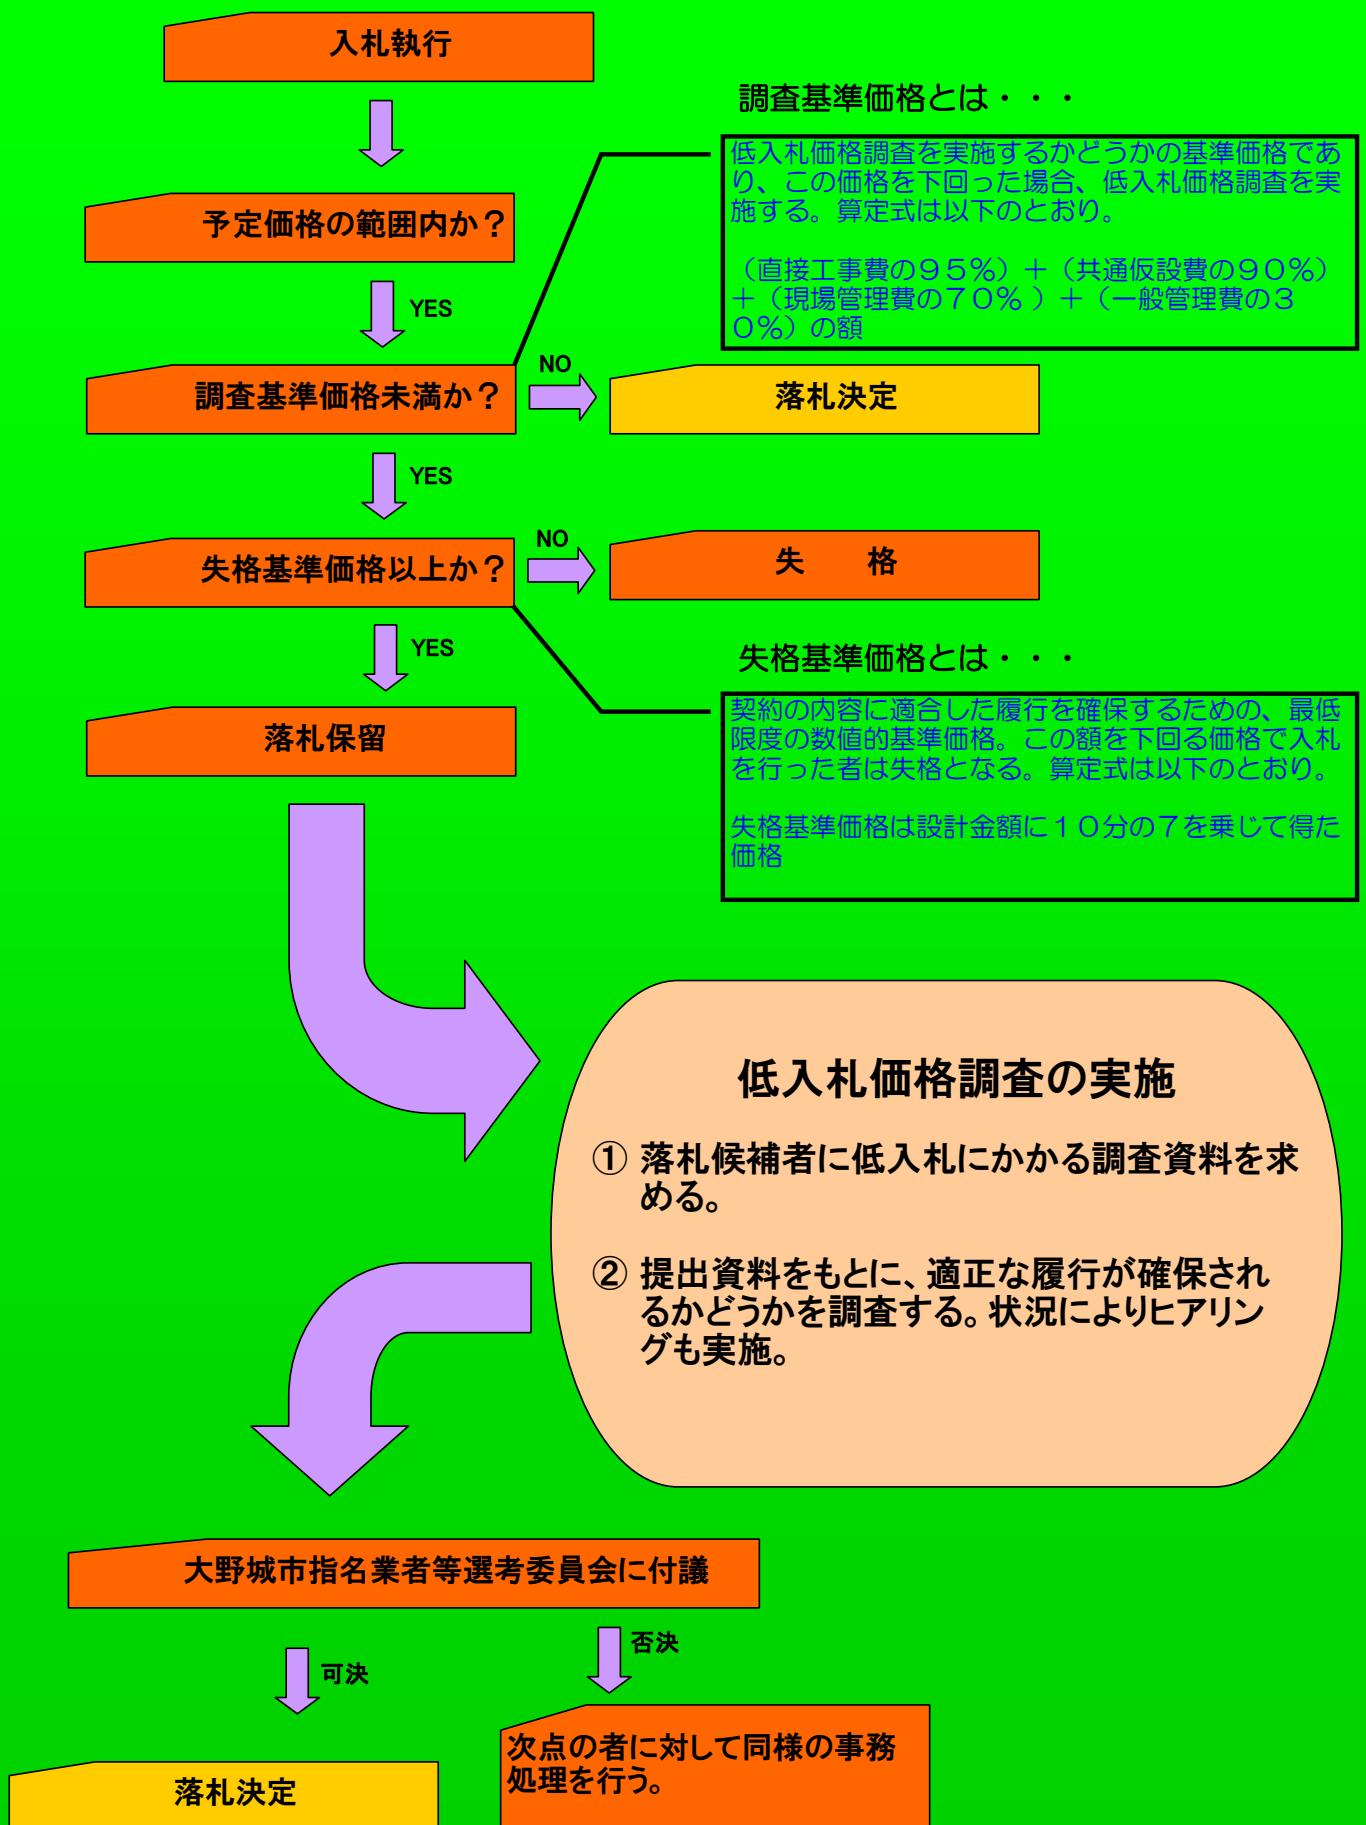 入札執行
調査基準価格とは・・・
低入札価格調査を実施するかどうかの基準価格であ
り、この価格を下回った場合、低入札価格調査を実
施する。算定式は以下のとおり。
（直接工事費の９５％）＋（共通仮設費の９０％）
＋（現場管理費の７０％ ）＋（一般管理費の３
０％）の額
予定価格の範囲内か？
YES
調査基準価格未満か？
NO
落札決定
YES
失格基準価格以上か？
NO
失　　格
YES
失格基準価格とは・・・
契約の内容に適合した履行を確保するための、最低
限度の数値的基準価格。この額を下回る価格で入札
を行った者は失格となる。算定式は以下のとおり。
失格基準価格は設計金額に１０分の７を乗じて得た
価格
落札保留
低入札価格調査の実施
① 落札候補者に低入札にかかる調査資料を求
める。
② 提出資料をもとに、適正な履行が確保され
るかどうかを調査する。状況によりヒアリン
グも実施。
大野城市指名業者等選考委員会に付議
可決
否決
落札決定
次点の者に対して同様の事務
処理を行う。